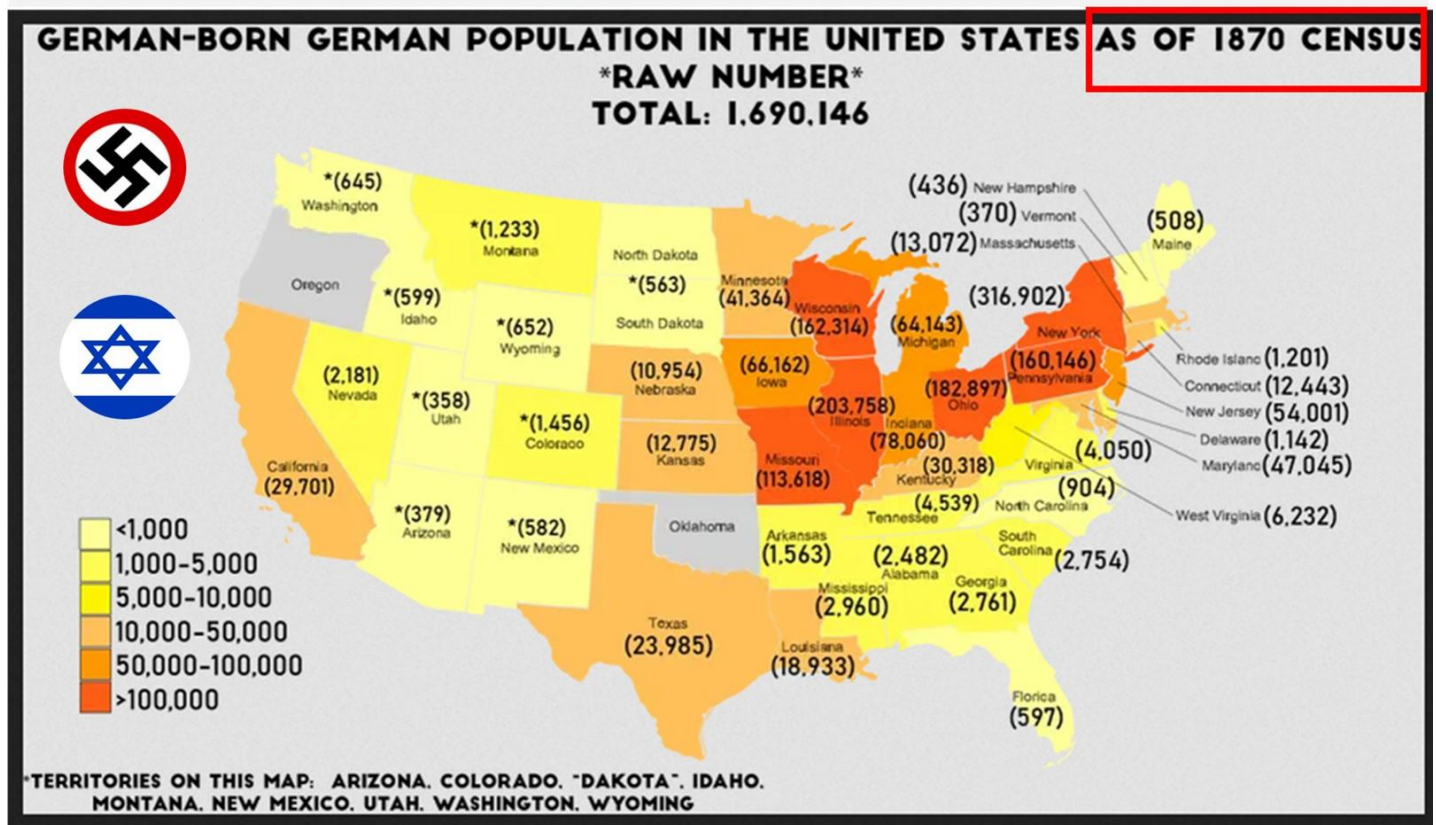 GERMAN-BORN GERMAN POPULATION IN THE UNITED STATES AS OF 1870 CENSUS
*RAW NUMBER*
TOTAL: 1,690,146
*(645)
Washington
*(1,233)
Montana
North Dakota
*(563)
South Dakota
Minnesota
(41,364)
Wisconsin
(162,314)
(64,143)
Michigan
(436) New Hampshire
(370) Vermont
(13,072) Massachusetts
(508)
Maine
(316,902)
New York
Oregon
*(599)
Idaho
*(652)
Wyoming
(10,954)
Nebraska
(66,162)
Iowa
(203,758)
Illinois
Indiana
(78,060)
(182,897)
Ohio
(160,146)
Pennsylvania
Rhode Islanc (1,201)
Connecticut (12,443)
New Jersey (54,001)
Delaware (1,142)
Marylanc (47,045)
West Virginia (6,232)
(2,181)
Nevada
*(358)
Utah
*(1,456)
Coloraco
(12,775)
Kansas
Missouri
(113,618)
(30,318)
Kentucky
(4,050)
Virginia
California
(29,701)
*(379)
Arizona
*(582)
New Mexico
Oklahoma
Arkansas
(1,563)
(4,539)
Tennessee
(904)
North Carolina
South
Carolina (2,754)
(2,482)
Alabama
Georgia
(2,761)
Mississippi
(2,960)
Texas
(23,985)
Louisiana
(18,933)
Florica
(597)
<1,000
1,000-5,000
5,000-10,000
10,000-50,000
50,000-100,000
>100,000
*TERRITORIES ON THIS MAP: ARIZONA, COLORADO, "DAKOTA", IDAHO,
MONTANA, NEW MEXICO, UTAH, WASHINGTON, WYOMING